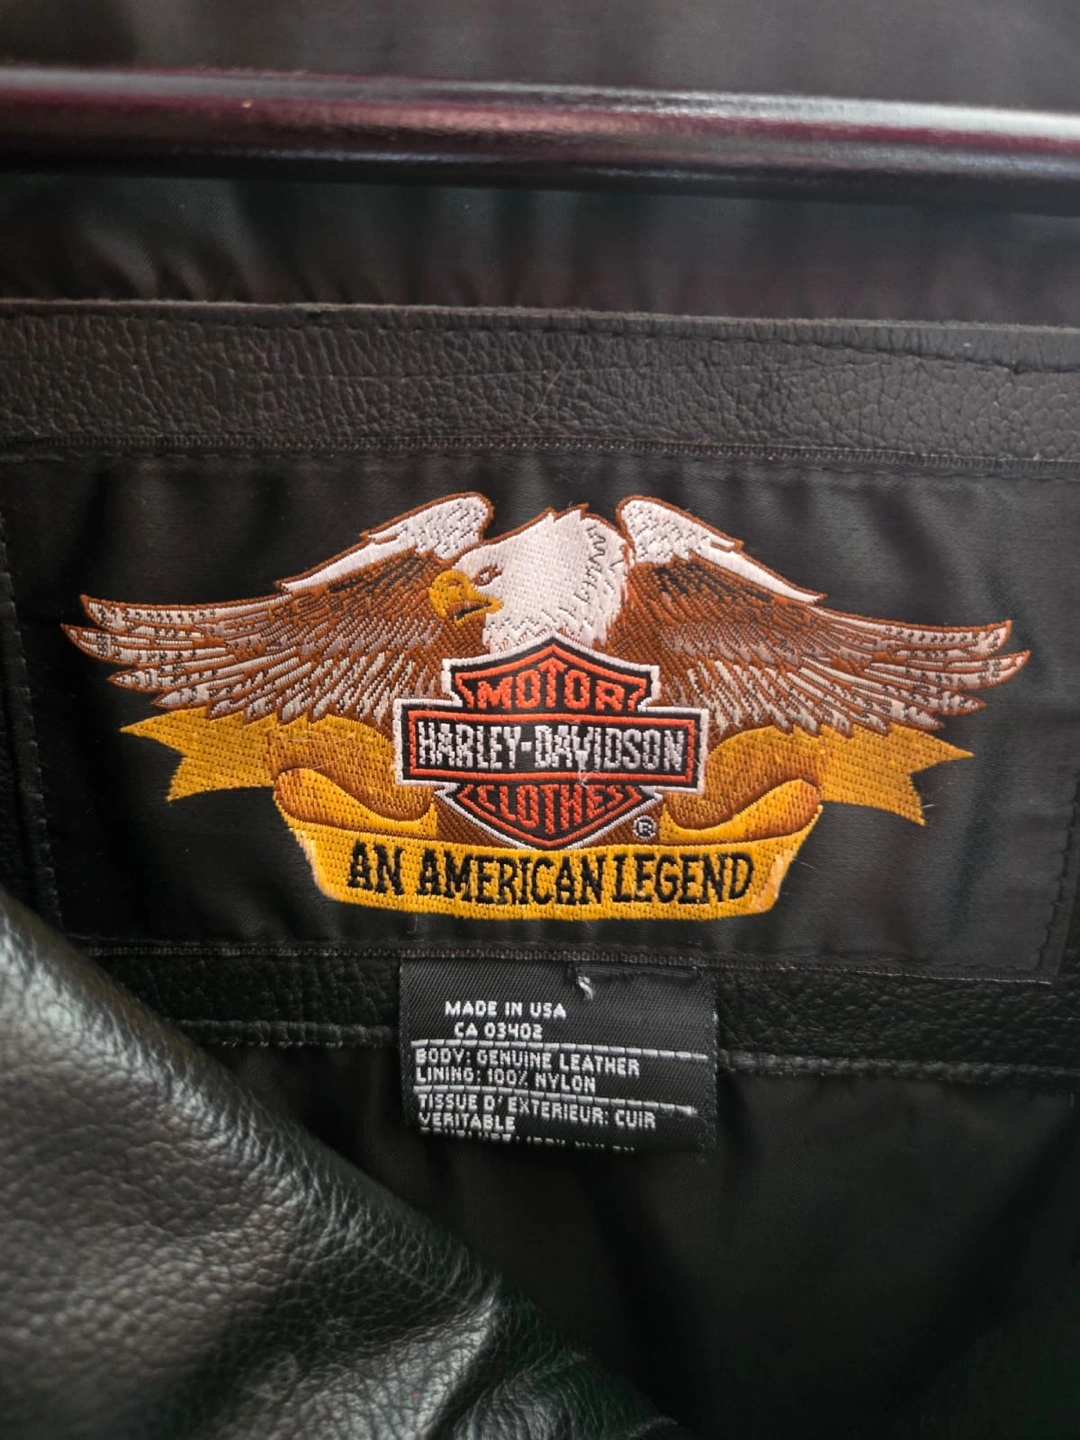 MOTOR
HARLEY-DAVIDSON
CLOTHES
®
AN AMERICAN LEGEND
MADE IN USA
CA 03402
BODY: GENUINE LEATHER
LINING: 100% NYLON
TISSUE D'EXTERIEUR: CUIR
VERITABLE